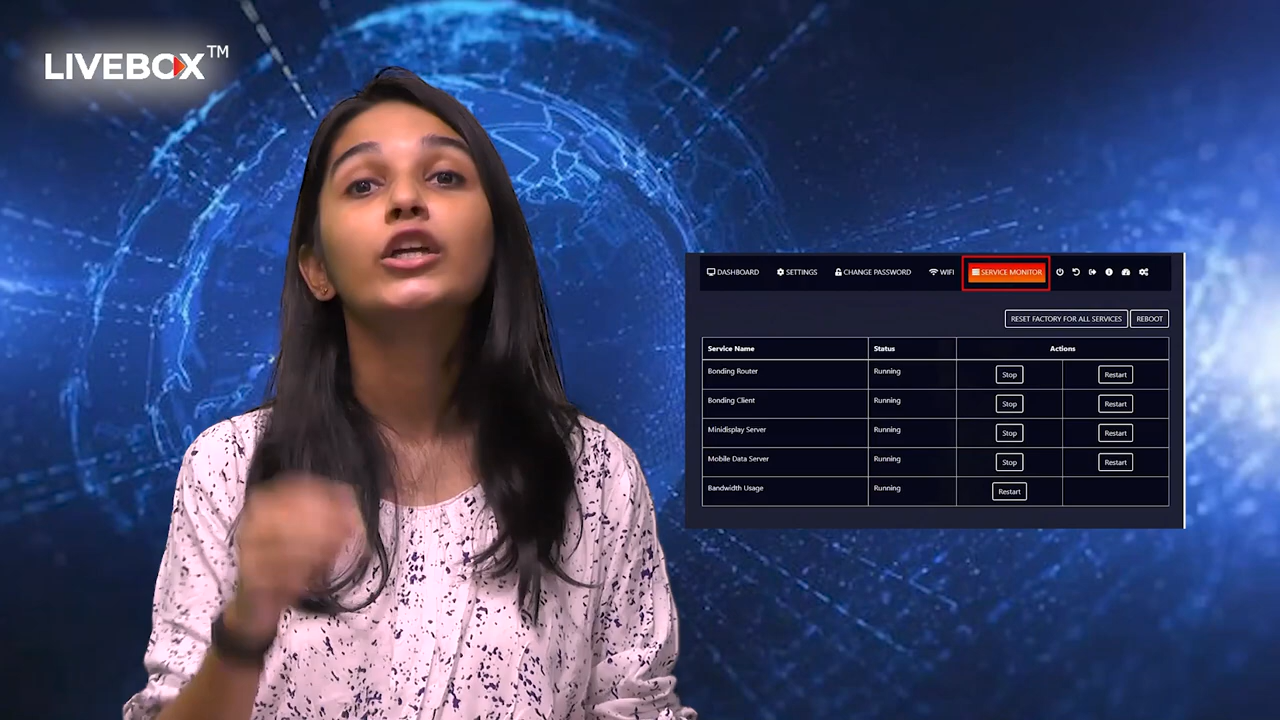 LIVEBOX™
DASHBOARD SETTINGS CHANGE PASSWORD WIFI SERVICE MONITOR
RESET FACTORY FOR ALL SERVICES REBOOT
Service Name Status Actions
Bonding Router Running Stop Restart
Bonding Client Running Stop Restart
Minidisplay Server Running Stop Restart
Mobile Data Server Running Stop Restart
Bandwidth Usage Running Restart